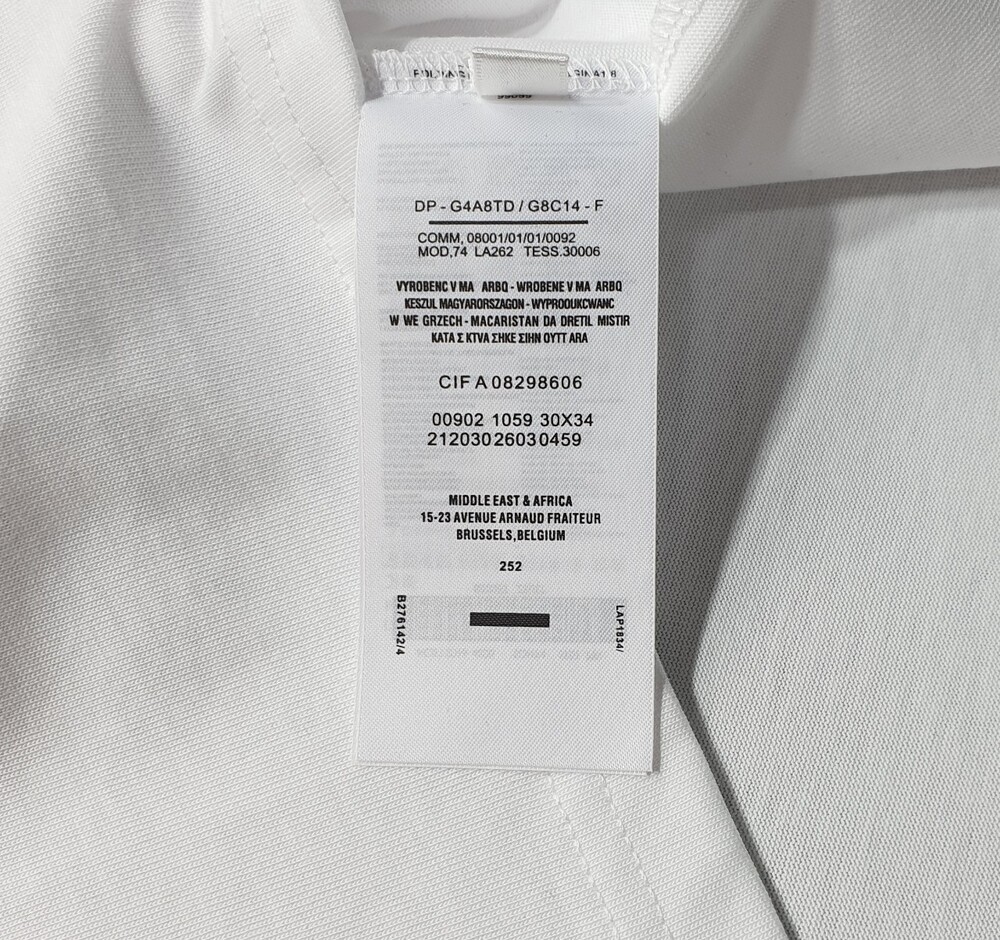 DP - G4A8TD / G8C14 - F
COMM, 08001/01/01/0092
MOD,74 LA262 TESS.30006
VYROBENC V MA ARBQ - WROBENE V MA ARBQ
KESZUL MAGYARORSZAGON - WYPROOUKCWANC
W WE GRZECH - MACARISTAN DA DRETIL MISTIR
ΚΑΤΑ Σ ΚΤVΑ ΣΗΚΕ ΣΙΗΝ ΟΥΤΤ ΑRΑ
CIF A 08298606
00902 1059 30X34
21203026030459
MIDDLE EAST & AFRICA
15-23 AVENUE ARNAUD FRAITEUR
BRUSSELS,BELGIUM
252
B276142/4
LAP1834/